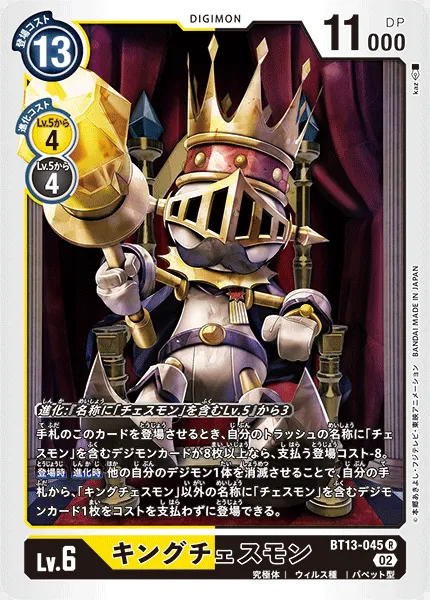 DIGIMON
登場コスト
13
11000
DP
進化コスト
Lv.5から
4
Lv.5から
4
kaz
©本郷あきよし・フジテレビ・東映アニメーション BANDAI MADE IN JAPAN
進化:『名称に「チェスモン」を含むLv.5』から3
手札のこのカードを登場させるとき、自分のトラッシュの名称に「チェ
スモン」を含むデジモンカードが8枚以上なら、支払う登場コスト-8。
登場時 進化時 他の自分のデジモン1体を消滅させることで、自分の手
札から、「キングチェスモン」以外の名称に「チェスモン」を含むデジモ
ンカード1枚をコストを支払わずに登場できる。
BT13-045 R
Lv.6
キングチェスモン
02
究極体 | ウィルス種 | パペット型